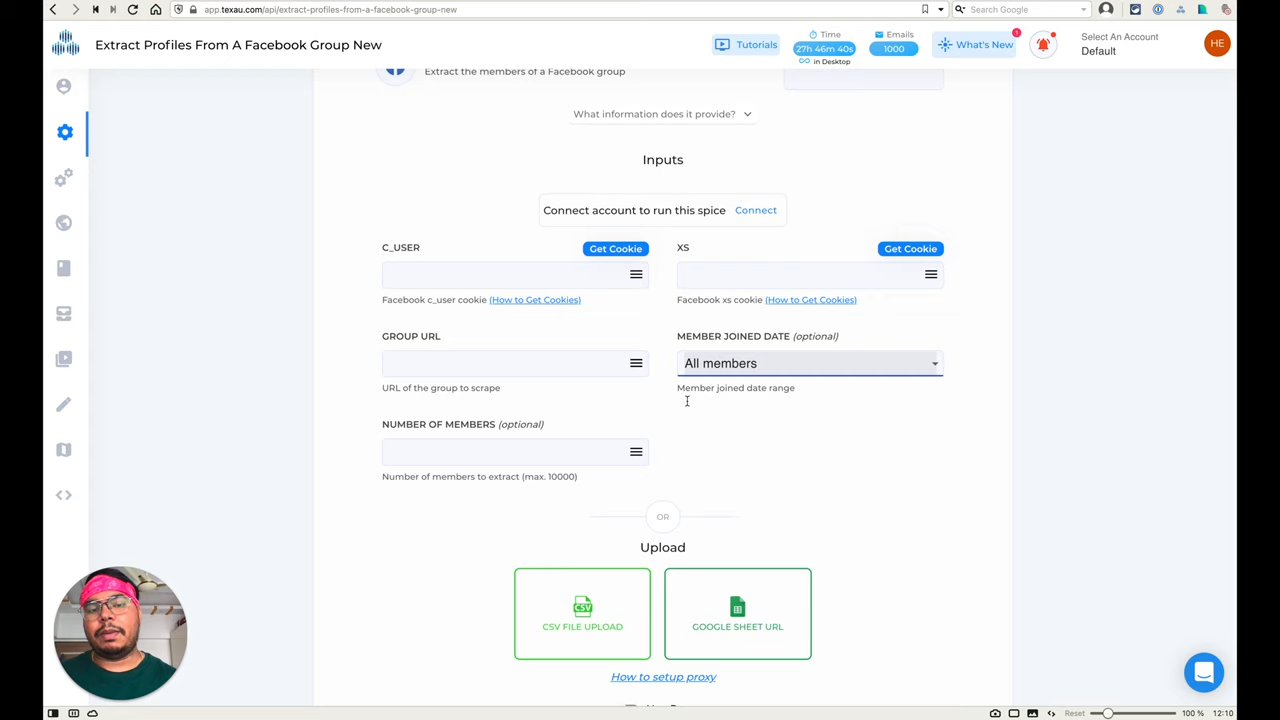 www.texau.com/api/extract-profiles-from-a-facebook-group-new
Search Google
Extract Profiles From A Facebook Group New
Tutorials
Time
27h 46m 40s
in Desktop
Emails
1000
What's New
1
Select An Account
Default
HE
Extract the members of a Facebook group
What information does it provide?
Inputs
Connect account to run this spice Connect
C_USER
Get Cookie
XS
Get Cookie
Facebook c_user cookie (How to Get Cookies)
Facebook xs cookie (How to Get Cookies)
GROUP URL
MEMBER JOINED DATE (optional)
All members
URL of the group to scrape
Member joined date range
NUMBER OF MEMBERS (optional)
Number of members to extract (max. 10000)
OR
Upload
CSV
CSV FILE UPLOAD
GOOGLE SHEET URL
How to setup proxy
Reset
100 %
12:10